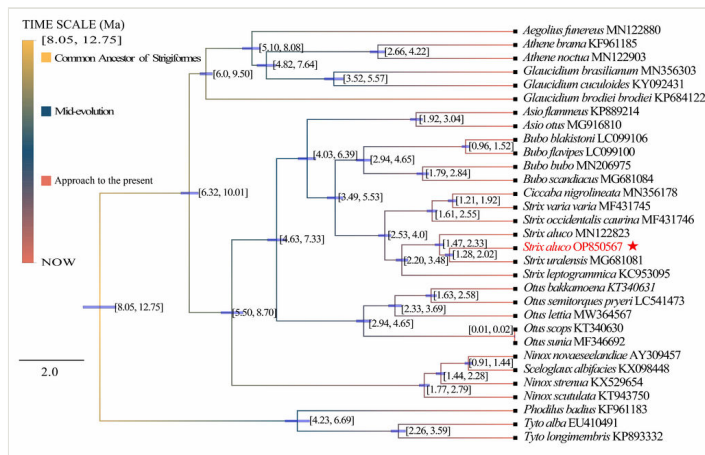 TIME SCALE (Ma)
[8.05, 12.75]
Common Ancestor of Strigiformes
Mid-evolution
Approach to the present
NOW
2.0
Aegolius funereus MN122880
[5.10, 8.08]
Athene brama KF961185
[2.66, 4.22]
Athene noctua MN122903
[4.82, 7.64]
Glaucidium brasilianum MN356303
[6.0, 9.50]
[3.52, 5.57]
Glaucidium cuculoides KY092431
Glaucidium brodiei brodiei KP684122
Asio flammeus KP889214
[1.92, 3.04]
Asio otus MG916810
Bubo blakistoni LC099106
[0.96, 1.52]
Bubo flavipes LC099100
[4.03, 6.39]
[2.94, 4.65]
Bubo bubo MN206975
[1.79, 2.84]
Bubo scandiacus MG681084
[6.32, 10.01]
[3.49, 5.53]
Ciccaba nigrolineata MN356178
[1.21, 1.92]
Strix varia varia MF431745
[1.61, 2.55]
Strix occidentalis caurina MF431746
[4.63, 7.33]
[2.53, 4.0]
Strix aluco MN122823
[1.47, 2.33]
Strix aluco OP850567 ★
[1.28, 2.02]
Strix uralensis MG681081
[2.20, 3.48]
Strix leptogrammica KC953095
Otus bakkamoena KT340631
[1.63, 2.58]
Otus semitorques pryeri LC541473
[8.05, 12.75]
[5.50, 8.70]
[2.33, 3.69]
Otus lettia MW364567
[2.94, 4.65]
[0.01, 0.02]
Otus scops KT340630
Otus sunia MF346692
Ninox novaeseelandiae AY309457
[0.91, 1.44]
Sceloglaux albifacies KX098448
[1.44, 2.28]
Ninox strenua KX529654
[1.77, 2.79]
Ninox scutulata KT943750
Phodilus badius KF961183
[4.23, 6.69]
Tyto alba EU410491
[2.26, 3.59]
Tyto longimembris KP893332